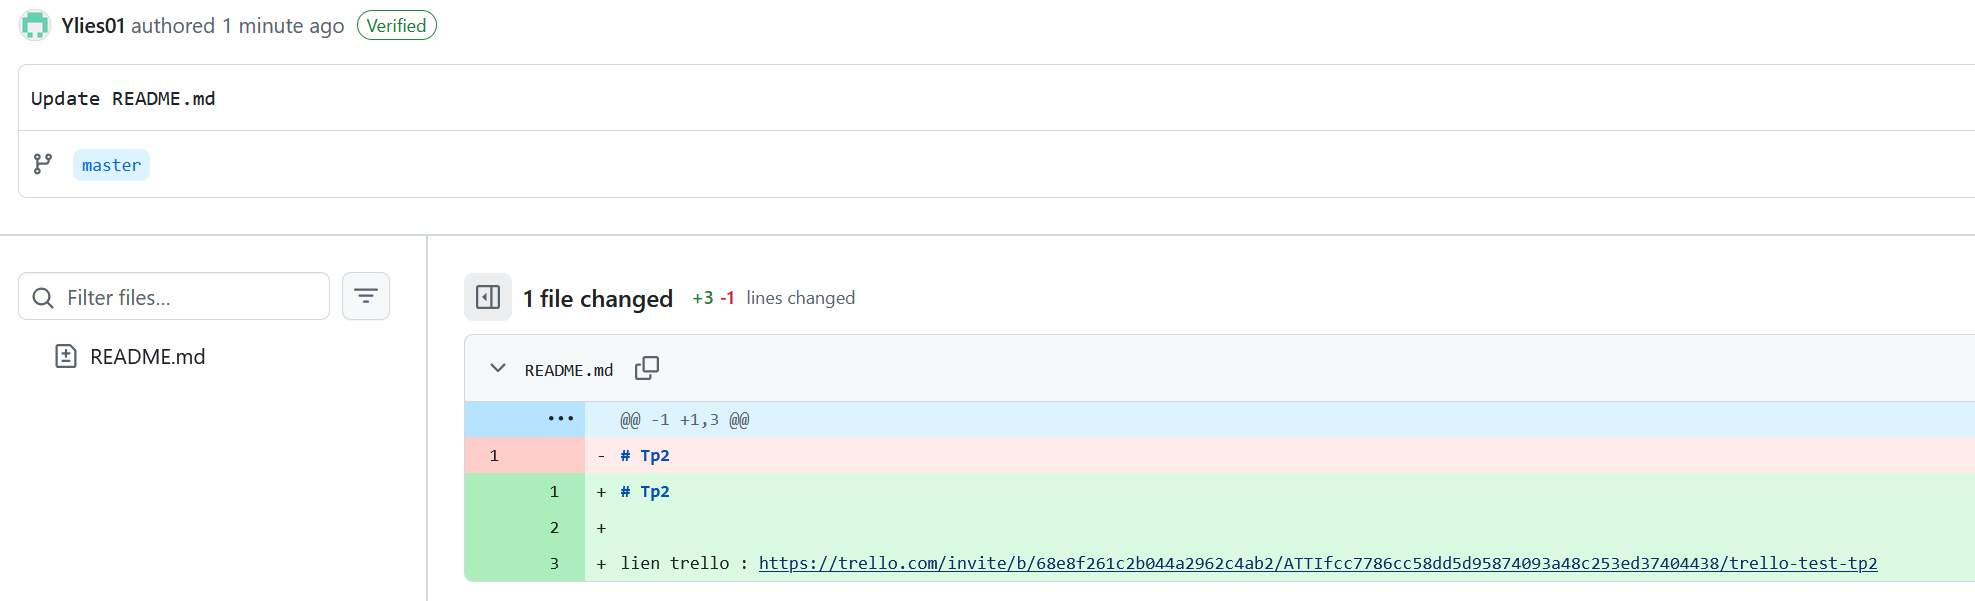 Ylies01 authored 1 minute ago Verified
Update README.md
master
Filter files...
README.md
1 file changed +3 -1 lines changed
README.md
@@ -1 +1,3 @@
1 - # Tp2
1 + # Tp2
2 +
3 + lien trello : https://trello.com/invite/b/68e8f261c2b044a2962c4ab2/ATTIfcc7786cc58dd5d95874093a48c253ed37404438/trello-test-tp2